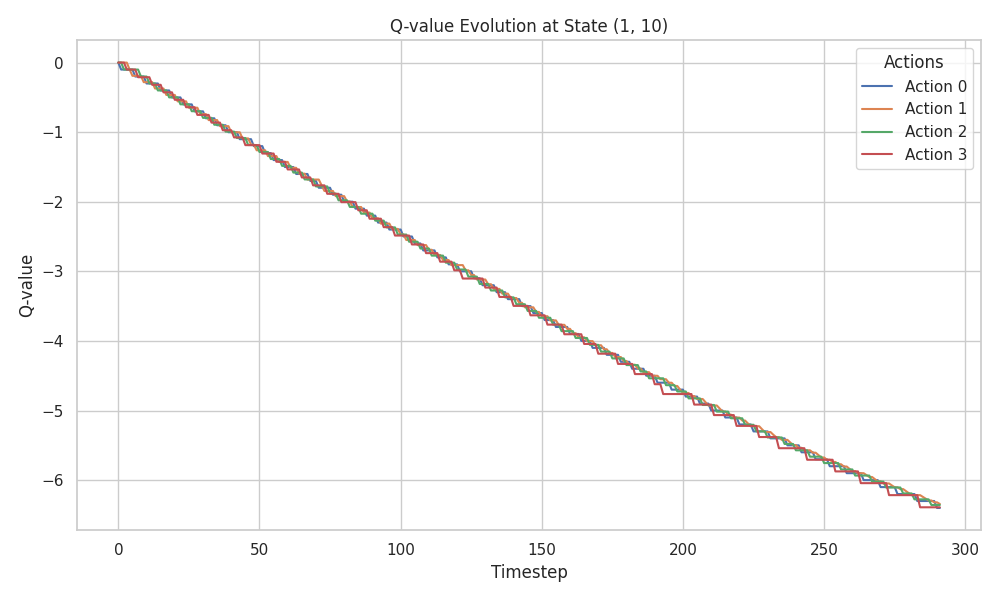 Q-value Evolution at State (1, 10)
Actions
Action 0
Action 1
Action 2
Action 3
Q-value
0
−1
−2
−3
−4
−5
−6
0
50
100
150
200
250
300
Timestep